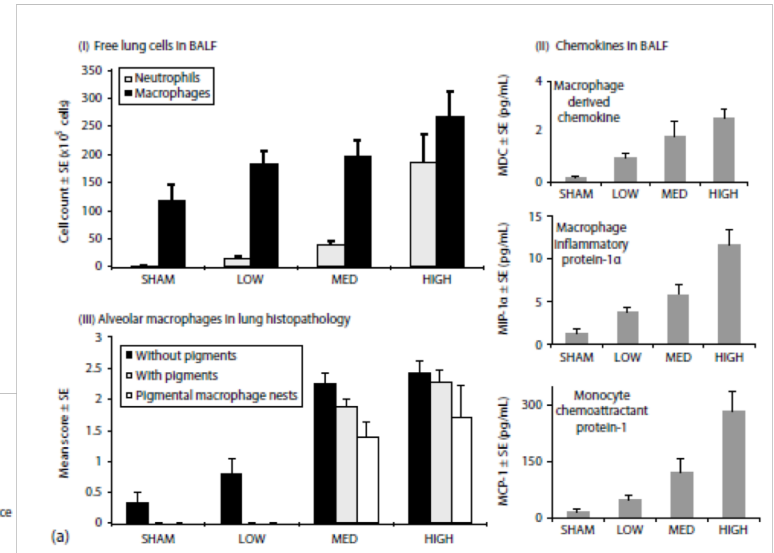 (I) Free lung cells in BALF
350
300
250
200
150
100
50
0
Cell count ± SE (x10⁵ cells)
Neutrophils
Macrophages
SHAM LOW MED HIGH
(II) Chemokines in BALF
4
2
0
MDC ± SE (pg/mL)
Macrophage
derived
chemokine
SHAM LOW MED HIGH
15
10
5
0
MIP-1α ± SE (pg/mL)
Macrophage
inflammatory
protein-1α
SHAM LOW MED HIGH
(III) Alveolar macrophages in lung histopathology
3
2.5
2
1.5
1
0.5
0
Mean score ± SE
Without pigments
With pigments
Pigmental macrophage nests
SHAM LOW MED HIGH
300
150
0
MCP-1 ± SE (pg/mL)
Monocyte
chemoattractant
protein-1
SHAM LOW MED HIGH
ce
(a)